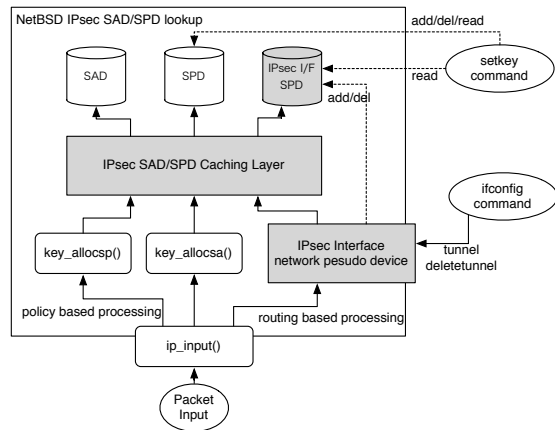 NetBSD IPsec SAD/SPD lookup
add/del/read
SAD
SPD
IPsec I/F
SPD
read
setkey
command
add/del
IPsec SAD/SPD Caching Layer
ifconfig
command
key_allocsp()
key_allocsa()
IPsec Interface
network pesudo device
tunnel
deletetunnel
policy based processing
routing based processing
ip_input()
Packet
Input